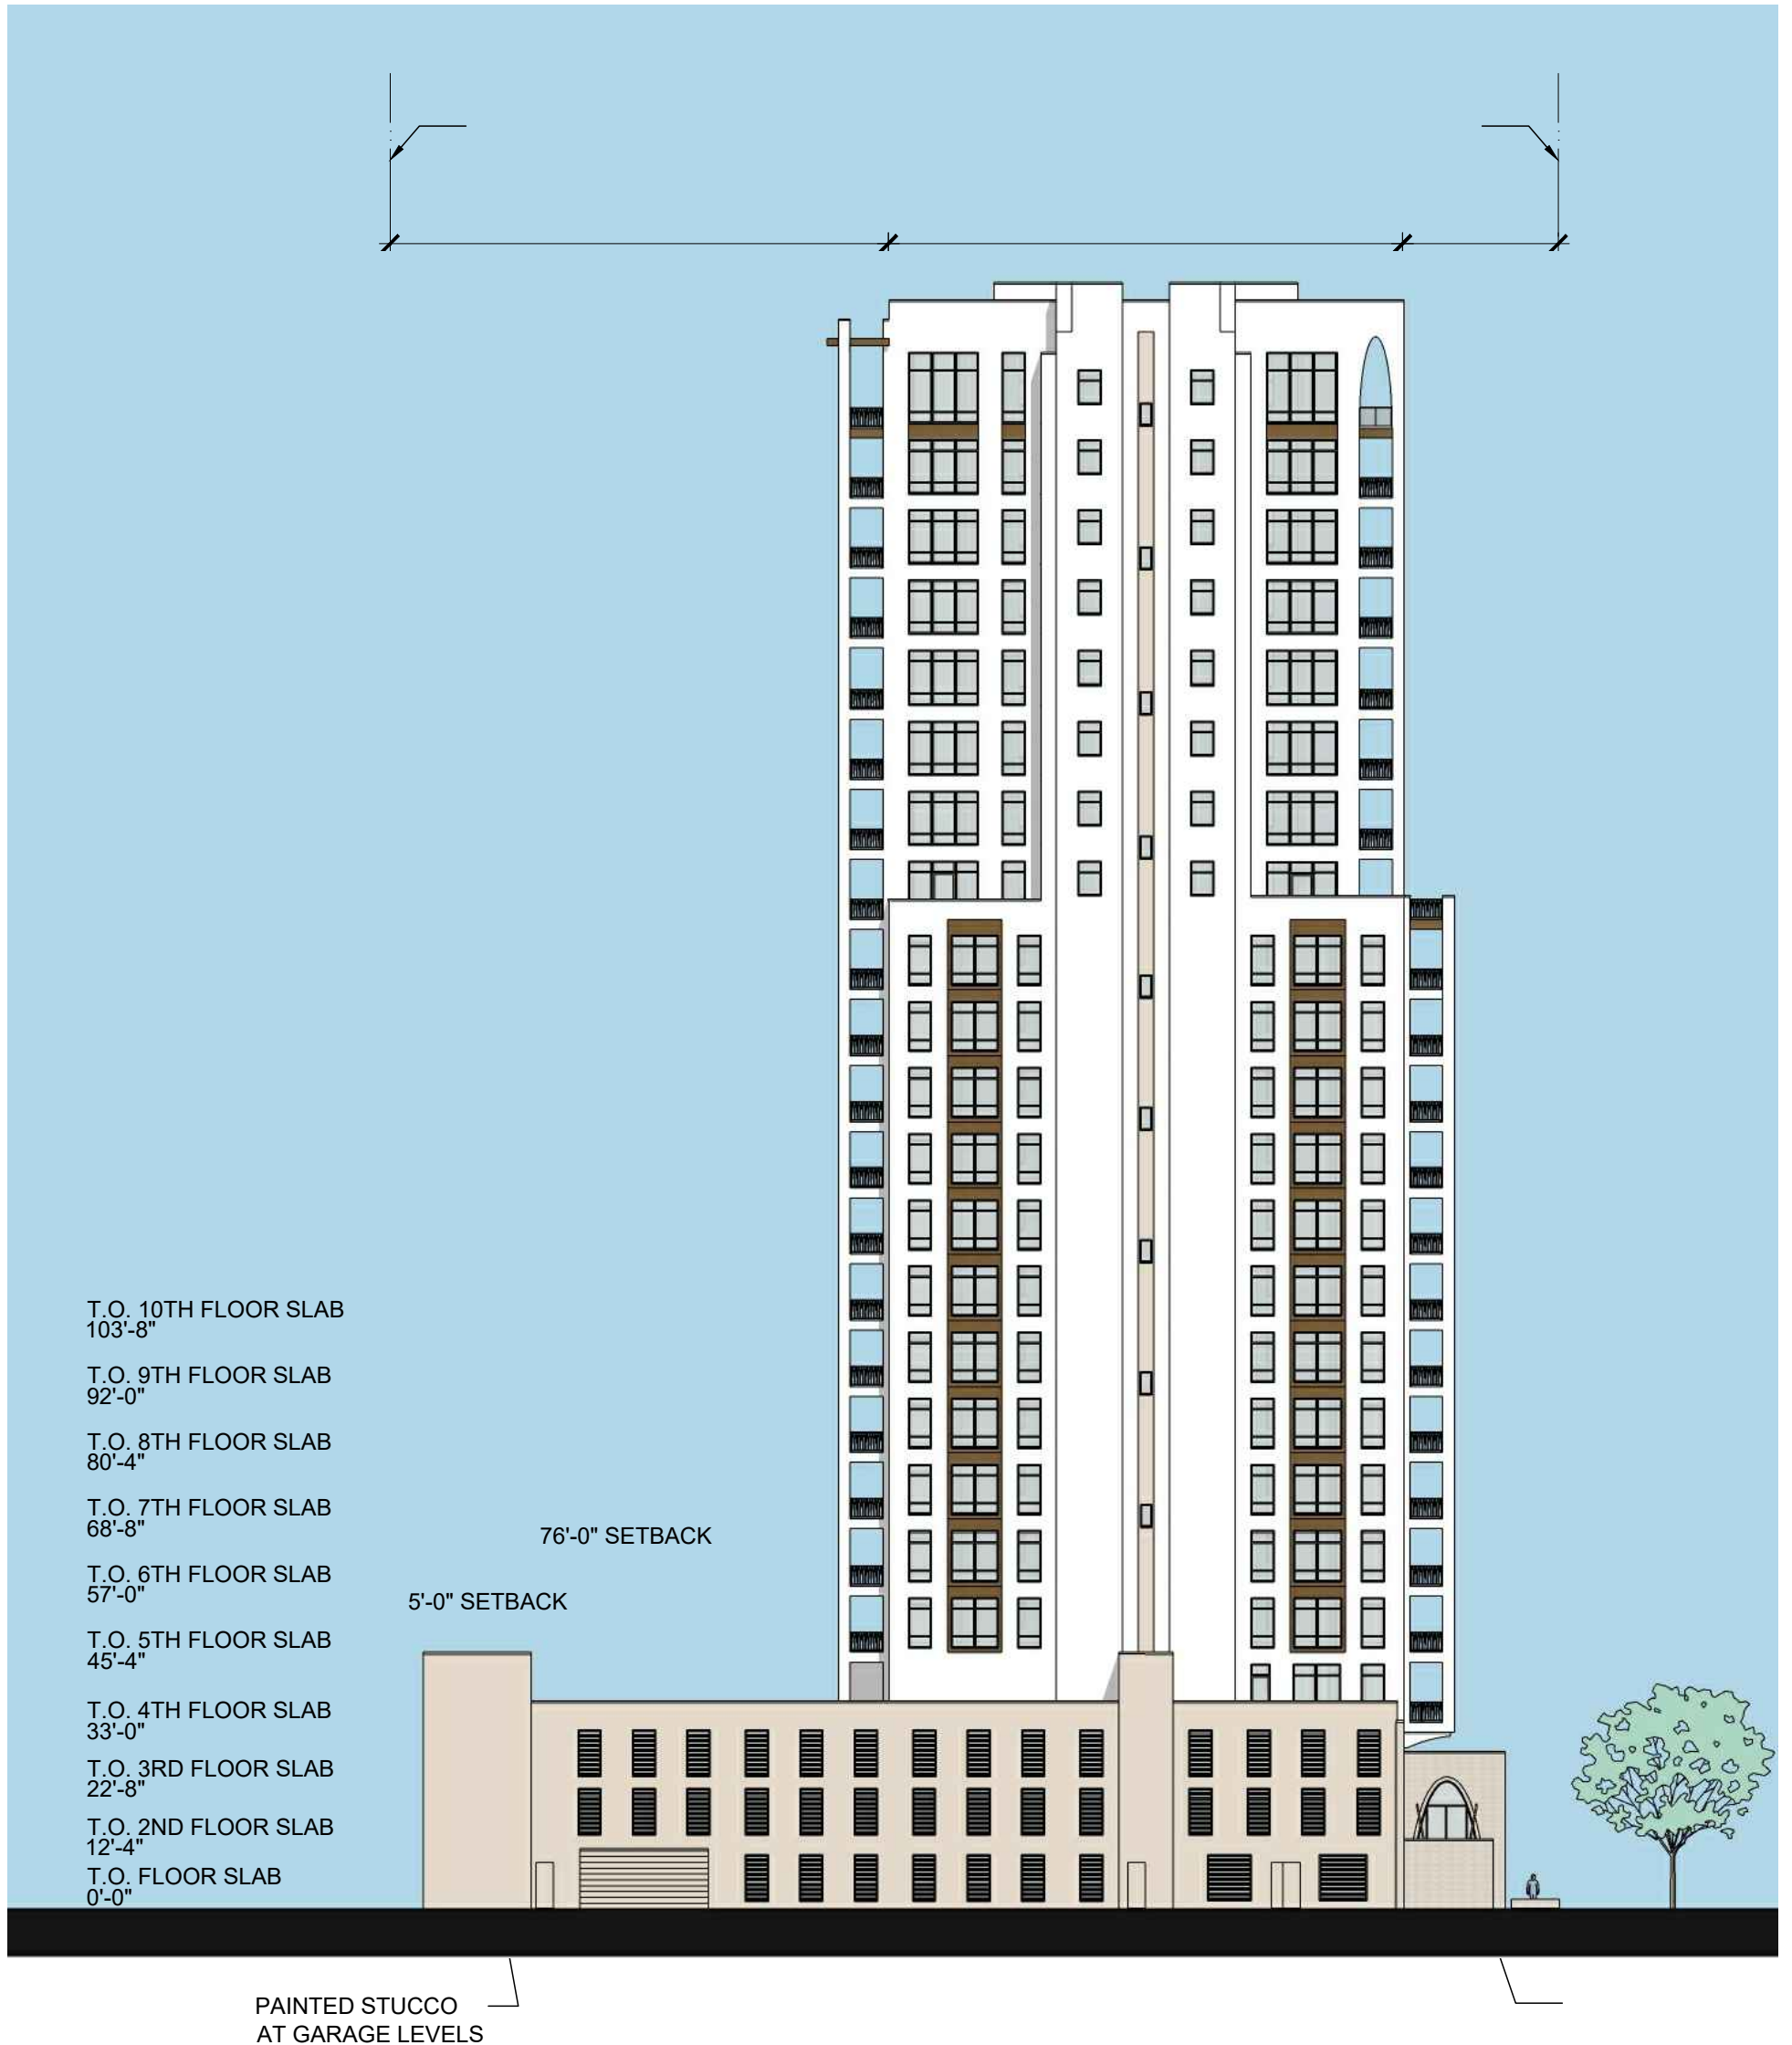 T.O. 10TH FLOOR SLAB
103'-8"
T.O. 9TH FLOOR SLAB
92'-0"
T.O. 8TH FLOOR SLAB
80'-4"
T.O. 7TH FLOOR SLAB
68'-8"
76'-0" SETBACK
T.O. 6TH FLOOR SLAB
57'-0"
5'-0" SETBACK
T.O. 5TH FLOOR SLAB
45'-4"
T.O. 4TH FLOOR SLAB
33'-0"
T.O. 3RD FLOOR SLAB
22'-8"
T.O. 2ND FLOOR SLAB
12'-4"
T.O. FLOOR SLAB
0'-0"
PAINTED STUCCO
AT GARAGE LEVELS